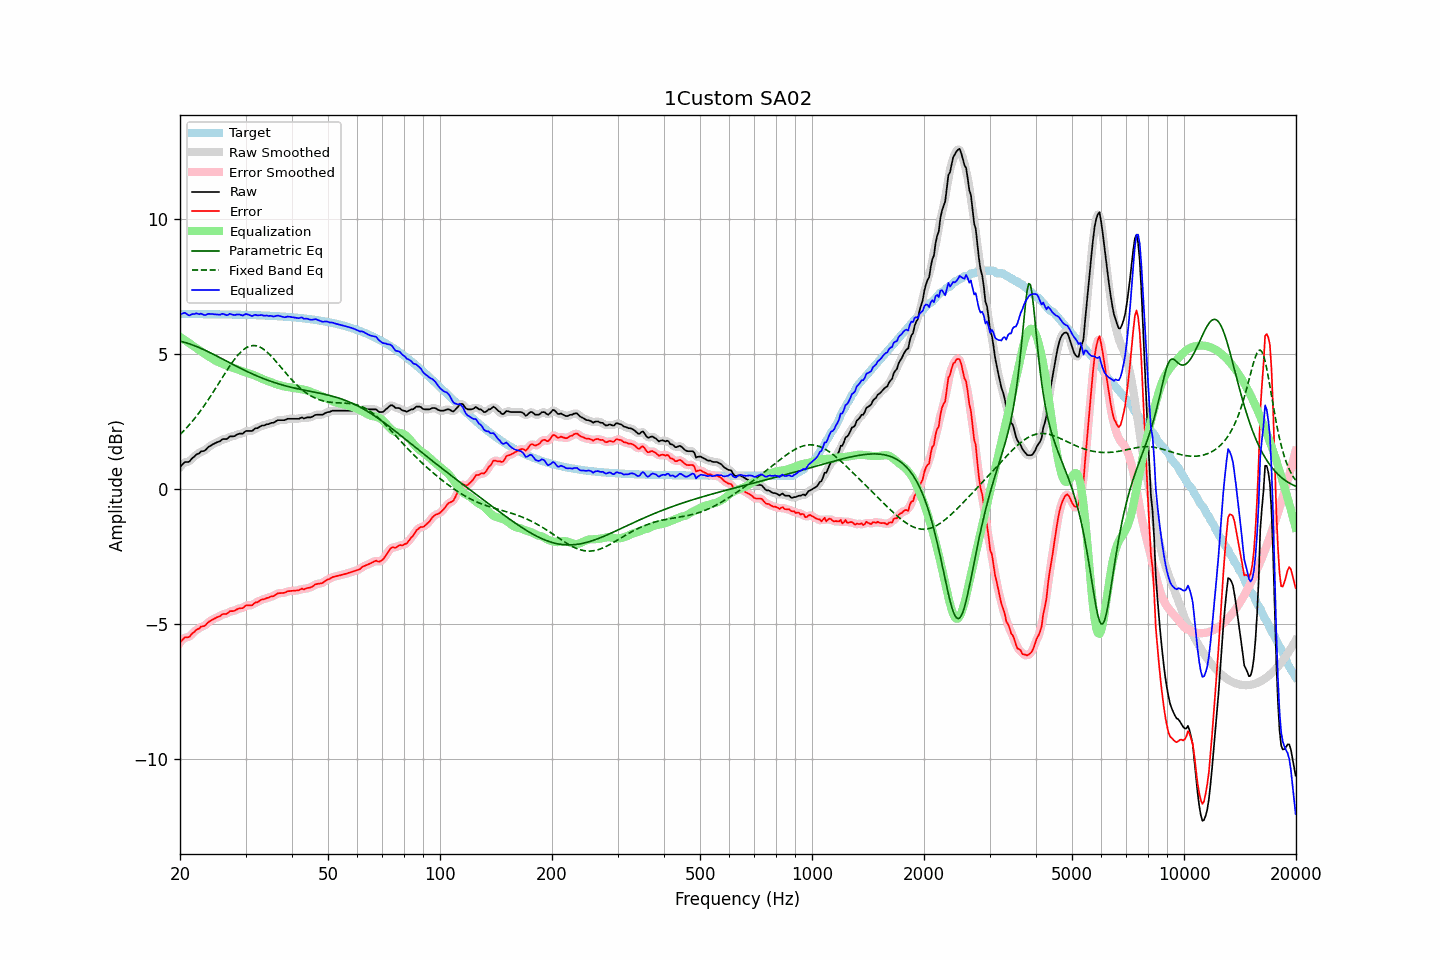 1Custom SA02
Target
Raw Smoothed
Error Smoothed
Raw
Error
Equalization
Parametric Eq
Fixed Band Eq
Equalized
Amplitude (dBr)
10
5
0
−5
−10
20
50
100
200
500
1000
2000
5000
10000
20000
Frequency (Hz)